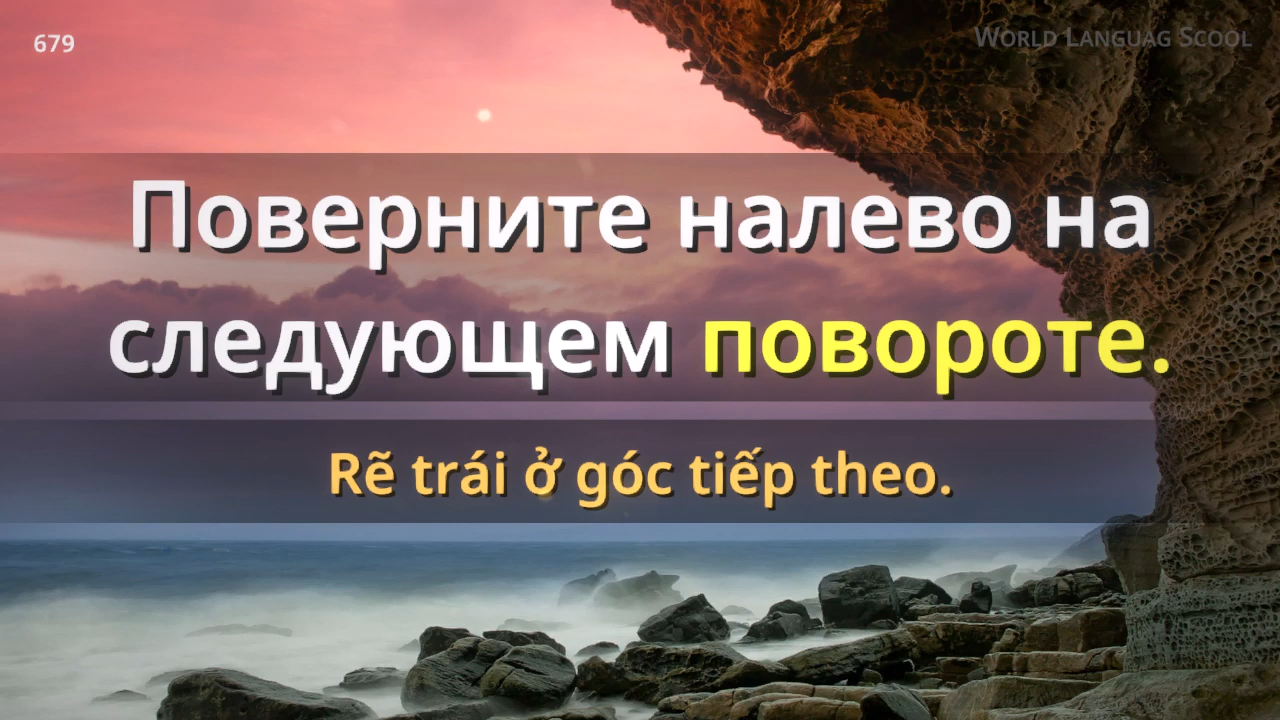 679
WORLD LANGUAG SCOOL
Поверните налево на
следующем повороте.
Rẽ trái ở góc tiếp theo.